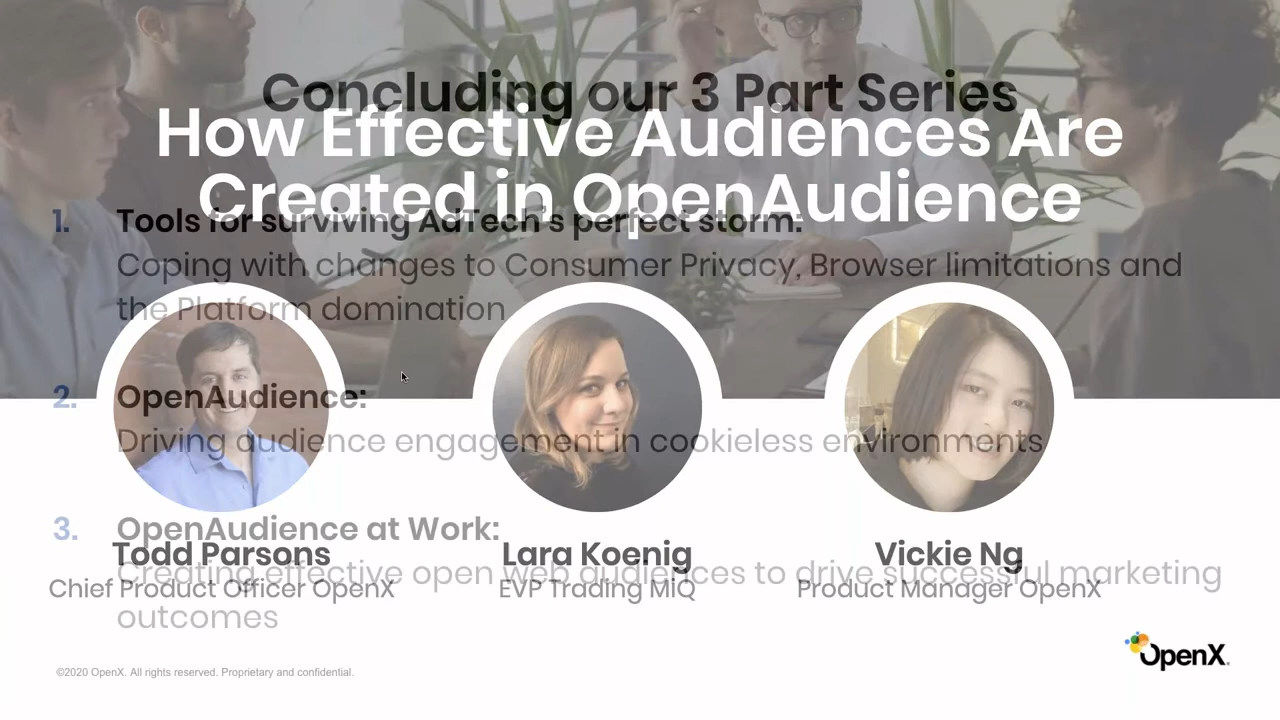 Concluding our 3 Part Series
How Effective Audiences Are
Created in OpenAudience
1. Tools for surviving AdTech's perfect storm:
Coping with changes to Consumer Privacy, Browser limitations and
the Platform domination
2. OpenAudience:
Driving audience engagement in cookieless environments
3. OpenAudience at Work:
Creating effective open web audiences to drive successful marketing
outcomes
Todd Parsons
Chief Product Officer OpenX
Lara Koenig
EVP Trading MiQ
Vickie Ng
Product Manager OpenX
©2020 OpenX. All rights reserved. Proprietary and confidential.
OpenX.